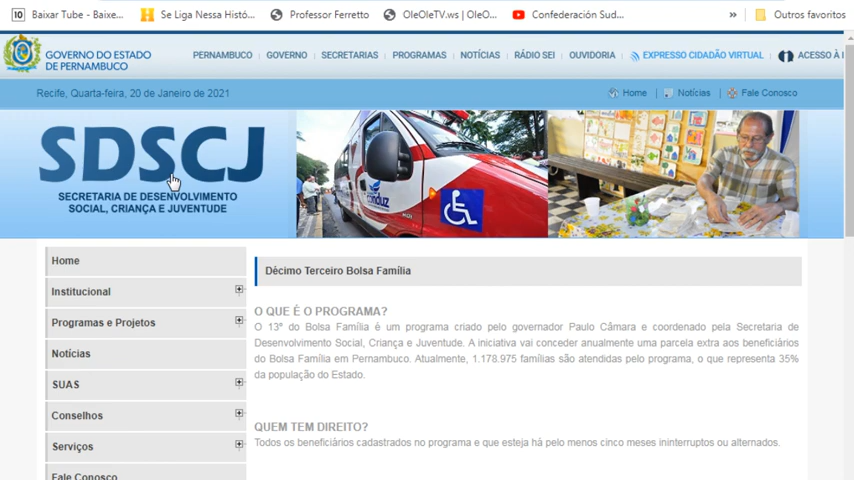 Baixar Tube - Baixe...
Se Liga Nessa Histó...
Professor Ferretto
OleOleTV.ws | OleO...
Confederación Sud...
»
Outros favoritos
GOVERNO DO ESTADO
DE PERNAMBUCO
PERNAMBUCO | GOVERNO | SECRETARIAS | PROGRAMAS | NOTÍCIAS | RÁDIO SEI | OUVIDORIA | EXPRESSO CIDADÃO VIRTUAL | ACESSO À I
Recife, Quarta-feira, 20 de Janeiro de 2021
Home | Notícias | Fale Conosco
SDSCJ
SECRETARIA DE DESENVOLVIMENTO
SOCIAL, CRIANÇA E JUVENTUDE
Home
Institucional
Programas e Projetos
Notícias
SUAS
Conselhos
Serviços
Fale Conosco
Décimo Terceiro Bolsa Família
O QUE É O PROGRAMA?
O 13º do Bolsa Família é um programa criado pelo governador Paulo Câmara e coordenado pela Secretaria de
Desenvolvimento Social, Criança e Juventude. A iniciativa vai conceder anualmente uma parcela extra aos beneficiários
do Bolsa Família em Pernambuco. Atualmente, 1.178.975 famílias são atendidas pelo programa, o que representa 35%
da população do Estado.
QUEM TEM DIREITO?
Todos os beneficiários cadastrados no programa e que esteja há pelo menos cinco meses ininterruptos ou alternados.